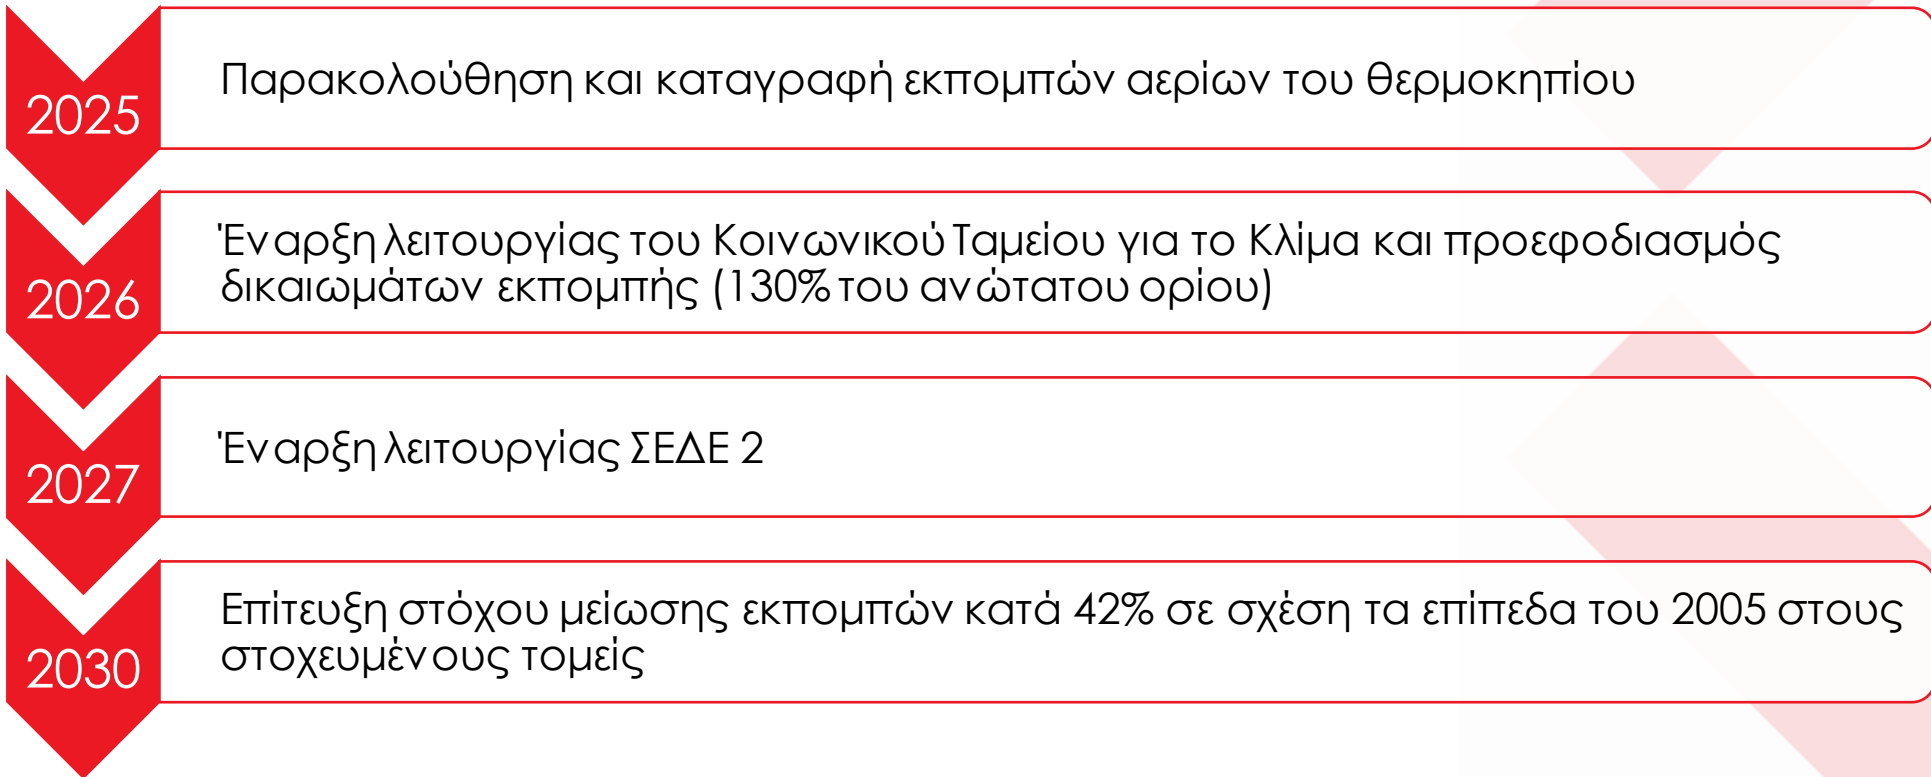 2025
Παρακολούθηση και καταγραφή εκπομπών αερίων του θερμοκηπίου
2026
Έναρξη λειτουργίας του Κοινωνικού Ταμείου για το Κλίμα και προεφοδιασμός
δικαιωμάτων εκπομπής (130% του ανώτατου ορίου)
2027
Έναρξη λειτουργίας ΣΕΔΕ 2
2030
Επίτευξη στόχου μείωσης εκπομπών κατά 42% σε σχέση τα επίπεδα του 2005 στους
στοχευμένους τομείς